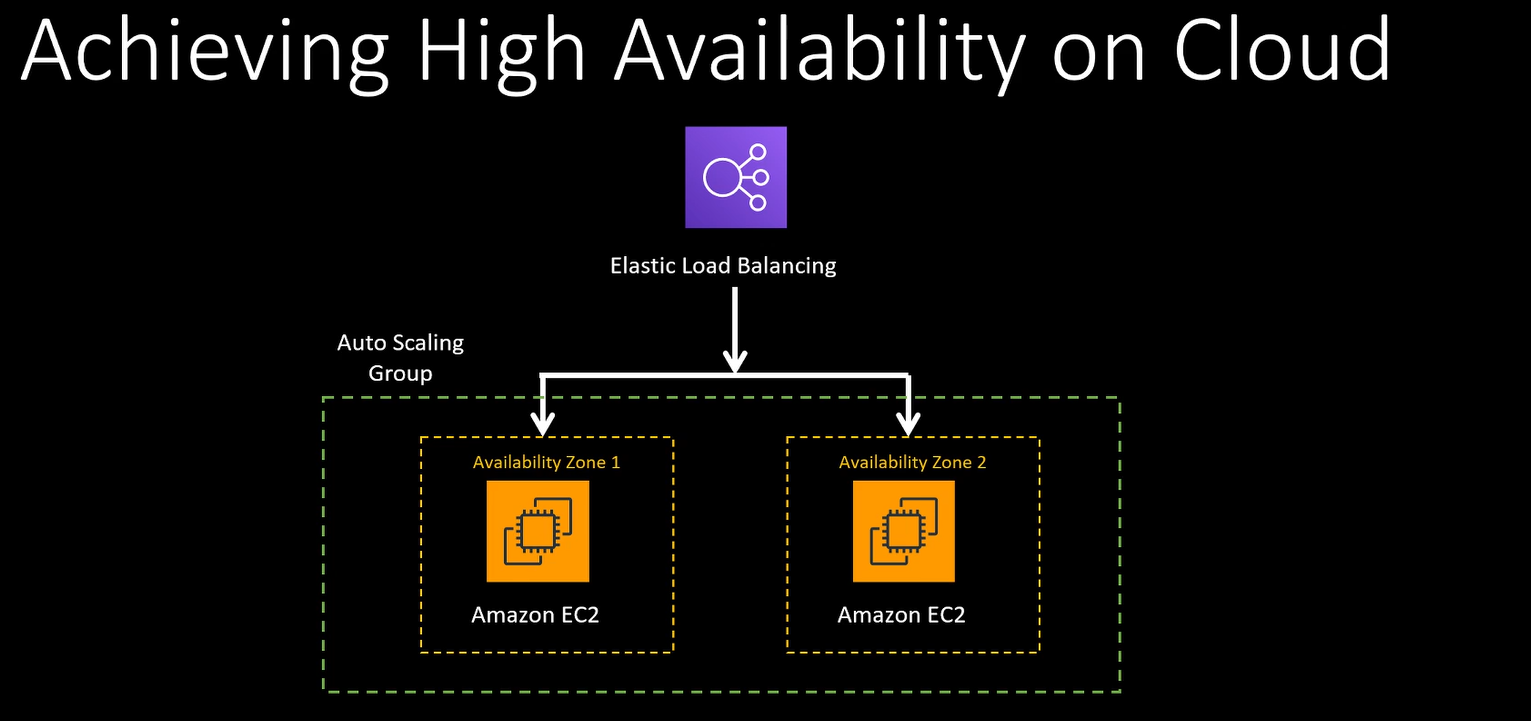 Achieving High Availability on Cloud
Elastic Load Balancing
Auto Scaling
Group
Availability Zone 1
Availability Zone 2
Amazon EC2
Amazon EC2